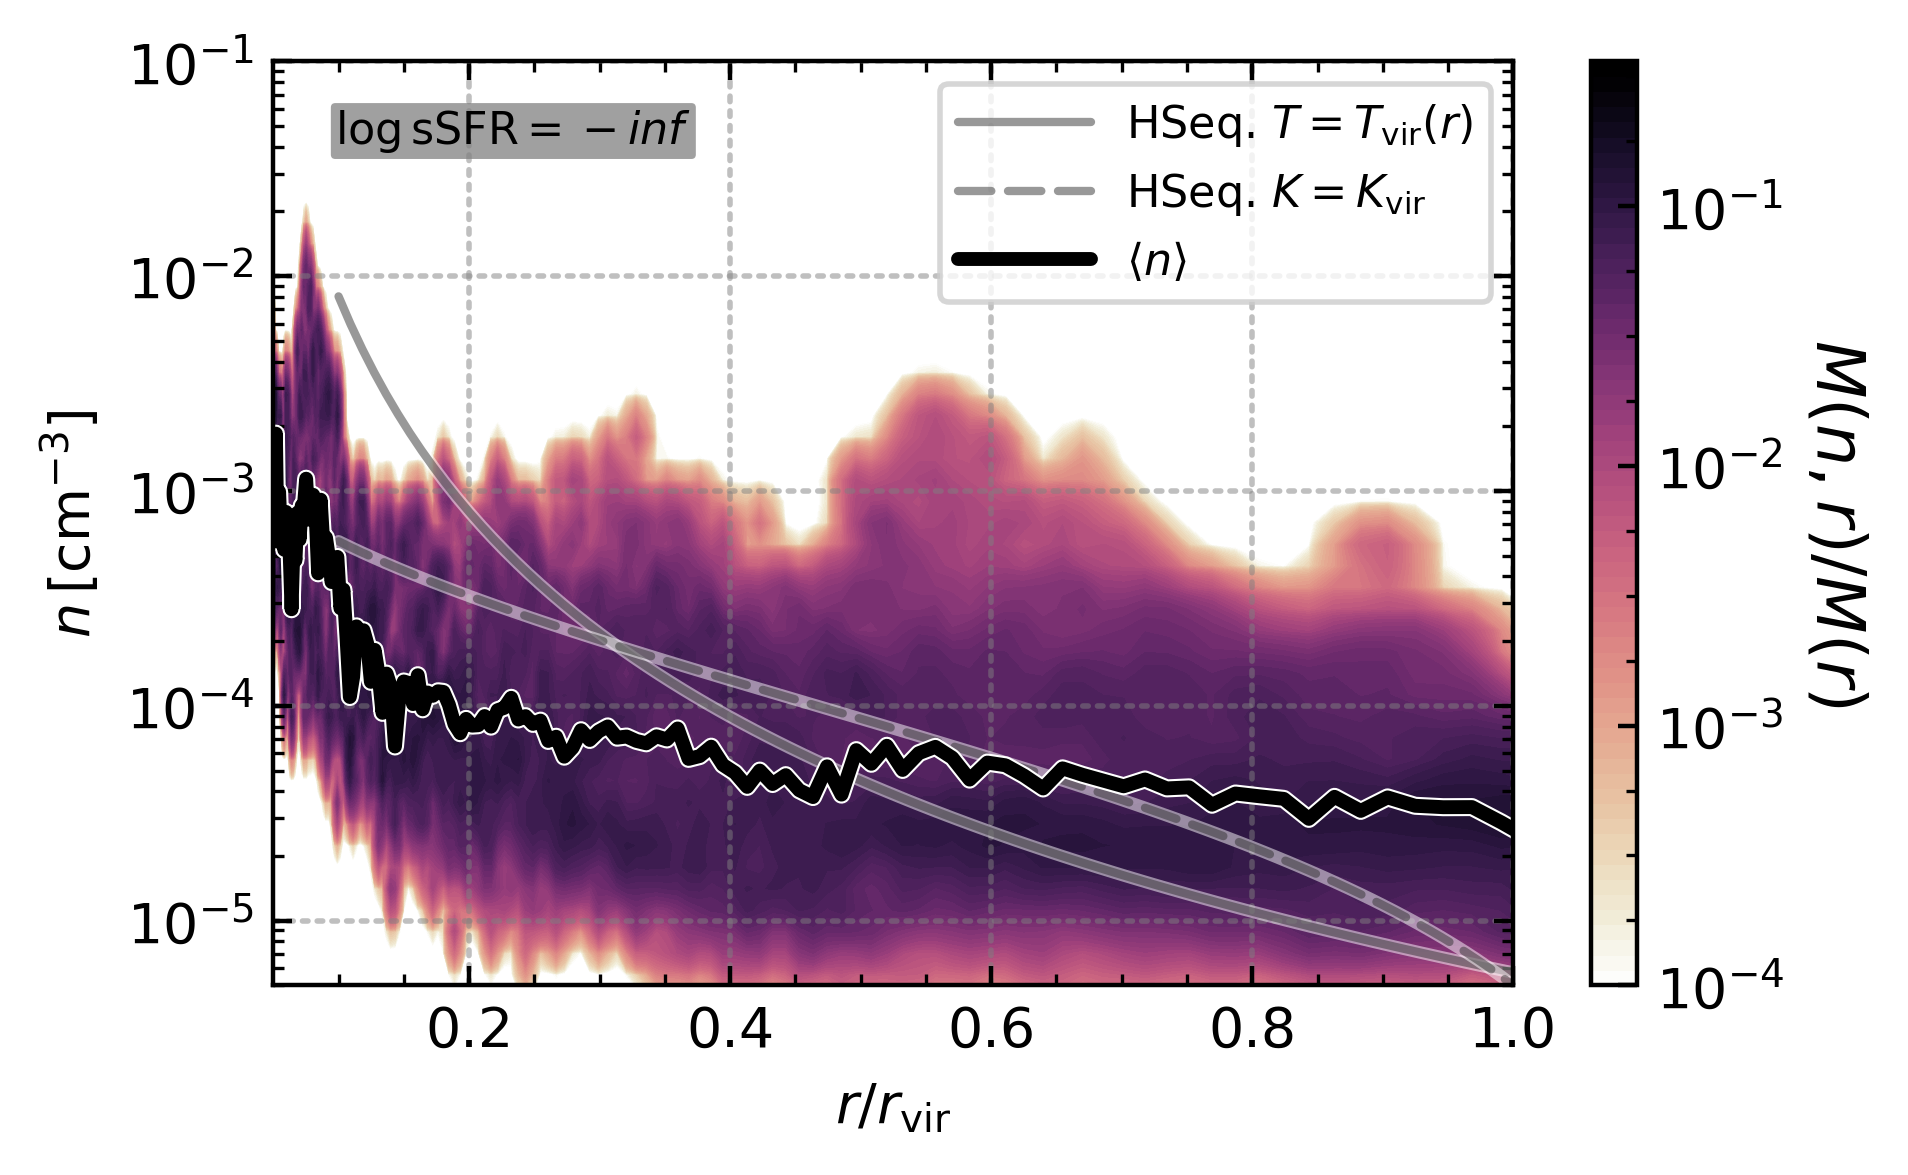 10⁻¹
10⁻²
10⁻³
10⁻⁴
10⁻⁵
n [cm⁻³]
log sSFR = −inf
HSeq. T = T_vir(r)
HSeq. K = K_vir
⟨n⟩
0.2 0.4 0.6 0.8 1.0
r/r_vir
10⁻¹
10⁻²
10⁻³
10⁻⁴
M(n, r)/M(r)